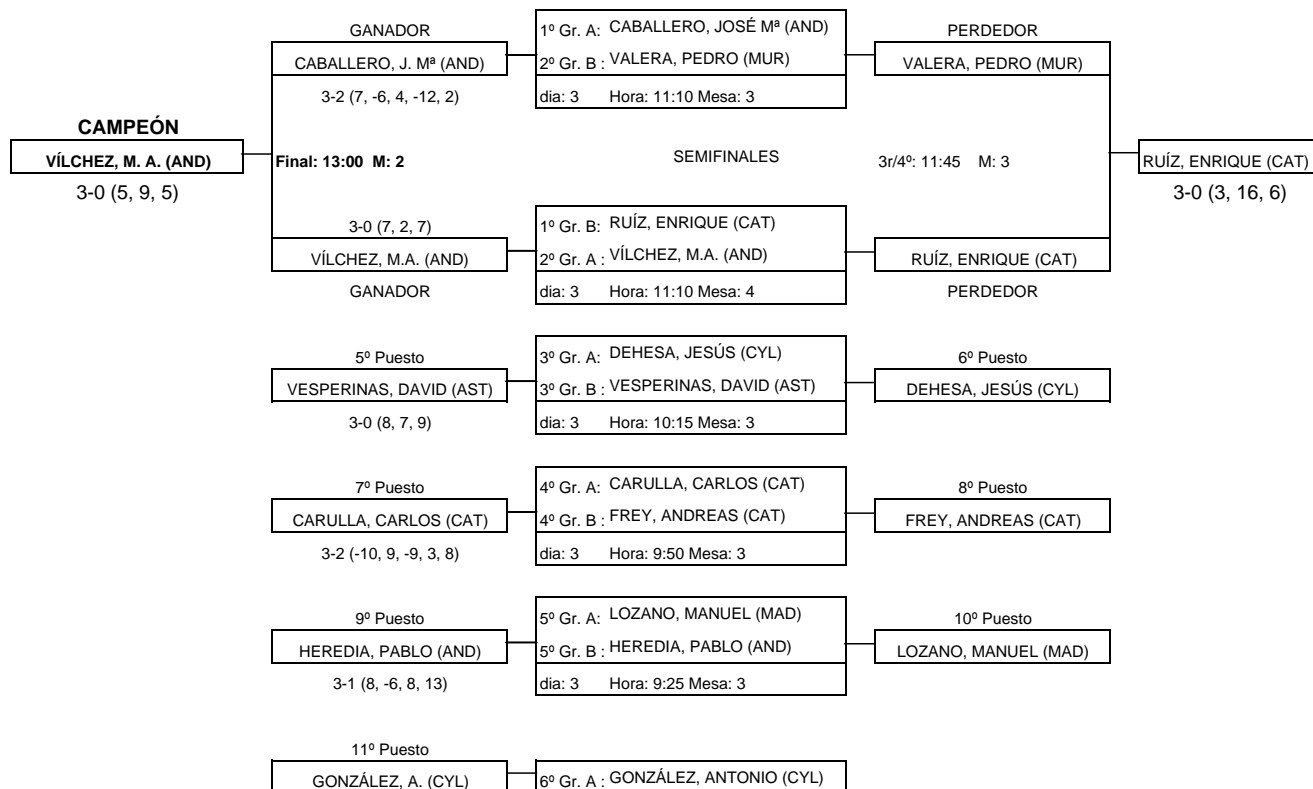 GANADOR
1º Gr. A: CABALLERO, JOSÉ Mª (AND)
PERDEDOR
CABALLERO, J. Mª (AND)
2º Gr. B : VALERA, PEDRO (MUR)
VALERA, PEDRO (MUR)
3-2 (7, -6, 4, -12, 2)
dia: 3 Hora: 11:10 Mesa: 3
CAMPEÓN
VÍLCHEZ, M. A. (AND)
Final: 13:00 M: 2
SEMIFINALES
3r/4º: 11:45 M: 3
RUÍZ, ENRIQUE (CAT)
3-0 (5, 9, 5)
3-0 (3, 16, 6)
3-0 (7, 2, 7)
1º Gr. B: RUÍZ, ENRIQUE (CAT)
VÍLCHEZ, M.A. (AND)
2º Gr. A : VÍLCHEZ, M.A. (AND)
RUÍZ, ENRIQUE (CAT)
GANADOR
dia: 3 Hora: 11:10 Mesa: 4
PERDEDOR
5º Puesto
3º Gr. A: DEHESA, JESÚS (CYL)
6º Puesto
VESPERINAS, DAVID (AST)
3º Gr. B : VESPERINAS, DAVID (AST)
DEHESA, JESÚS (CYL)
3-0 (8, 7, 9)
dia: 3 Hora: 10:15 Mesa: 3
7º Puesto
4º Gr. A: CARULLA, CARLOS (CAT)
8º Puesto
CARULLA, CARLOS (CAT)
4º Gr. B : FREY, ANDREAS (CAT)
FREY, ANDREAS (CAT)
3-2 (-10, 9, -9, 3, 8)
dia: 3 Hora: 9:50 Mesa: 3
9º Puesto
5º Gr. A: LOZANO, MANUEL (MAD)
10º Puesto
HEREDIA, PABLO (AND)
5º Gr. B : HEREDIA, PABLO (AND)
LOZANO, MANUEL (MAD)
3-1 (8, -6, 8, 13)
dia: 3 Hora: 9:25 Mesa: 3
11º Puesto
GONZÁLEZ, A. (CYL)
6º Gr. A : GONZÁLEZ, ANTONIO (CYL)